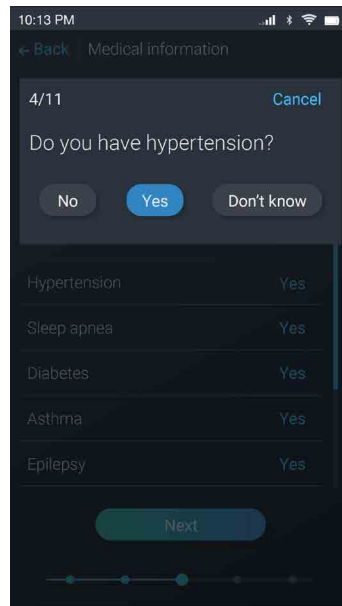 10:13 PM
← Back Medical information
4/11 Cancel
Do you have hypertension?
No Yes Don't know
Hypertension Yes
Sleep apnea Yes
Diabetes Yes
Asthma Yes
Epilepsy Yes
Next